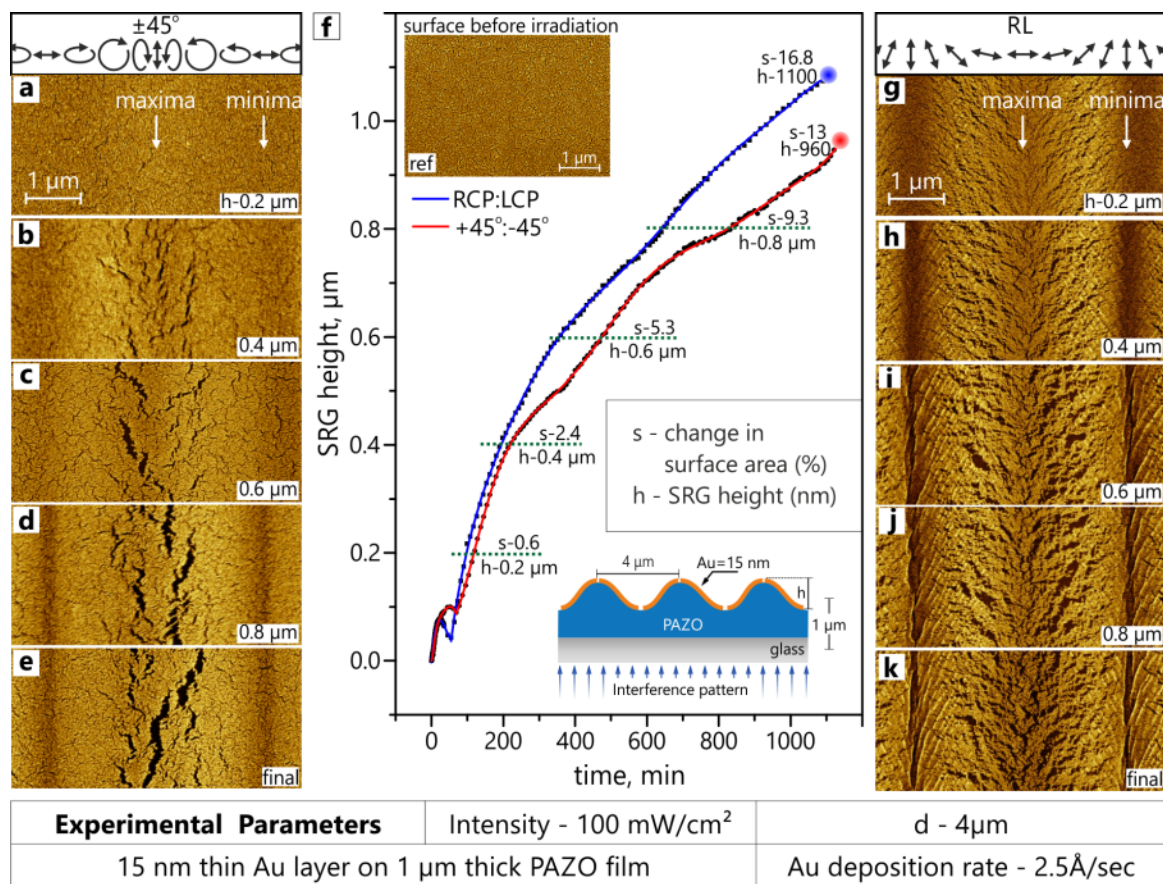 ±45°
a
maxima
minima
1 µm
h-0.2 µm
b
0.4 µm
c
0.6 µm
d
0.8 µm
e
final
f
surface before irradiation
ref
1 µm
RCP:LCP
+45°:-45°
s-16.8
h-1100
s-13
h-960
s-9.3
h-0.8 µm
s-5.3
h-0.6 µm
s-2.4
h-0.4 µm
s-0.6
h-0.2 µm
s - change in
surface area (%)
h - SRG height (nm)
4 µm
Au=15 nm
h
1 µm
PAZO
glass
Interference pattern
SRG height, µm
1.0
0.8
0.6
0.4
0.2
0.0
0 200 400 600 800 1000
time, min
RL
g
maxima
minima
1 µm
h-0.2 µm
h
0.4 µm
i
0.6 µm
j
0.8 µm
k
final
Experimental Parameters
Intensity - 100 mW/cm²
d - 4µm
15 nm thin Au layer on 1 µm thick PAZO film
Au deposition rate - 2.5Å/sec